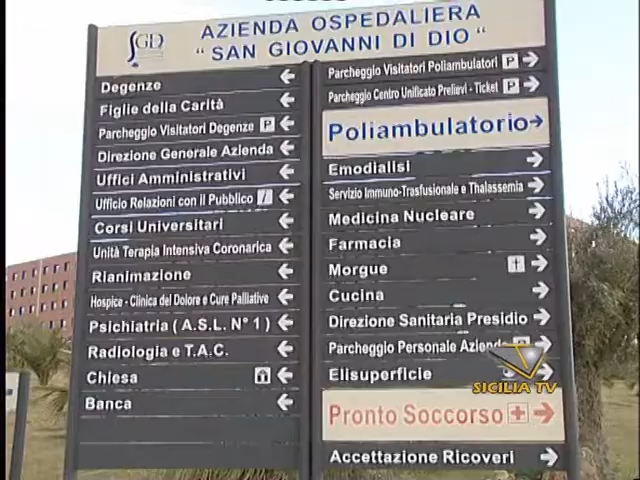 SGD
AZIENDA OSPEDALIERA
“ SAN GIOVANNI DI DIO “
Degenze
Figlie della Carità
Parcheggio Visitatori Degenze P
Direzione Generale Azienda
Uffici Amministrativi
Ufficio Relazioni con il Pubblico i
Corsi Universitari
Unità Terapia Intensiva Coronarica
Rianimazione
Hospice - Clinica del Dolore e Cure Palliative
Psichiatria ( A.S.L. N° 1 )
Radiologia e T.A.C.
Chiesa
Banca
Parcheggio Visitatori Poliambulatori P
Parcheggio Centro Unificato Prelievi - Ticket P
Poliambulatorio
Emodialisi
Servizio Immuno-Trasfusionale e Thalassemia
Medicina Nucleare
Farmacia
Morgue
Cucina
Direzione Sanitaria Presidio
Parcheggio Personale Azienda P
Elisuperficie
Pronto Soccorso
Accettazione Ricoveri
SICILIA TV